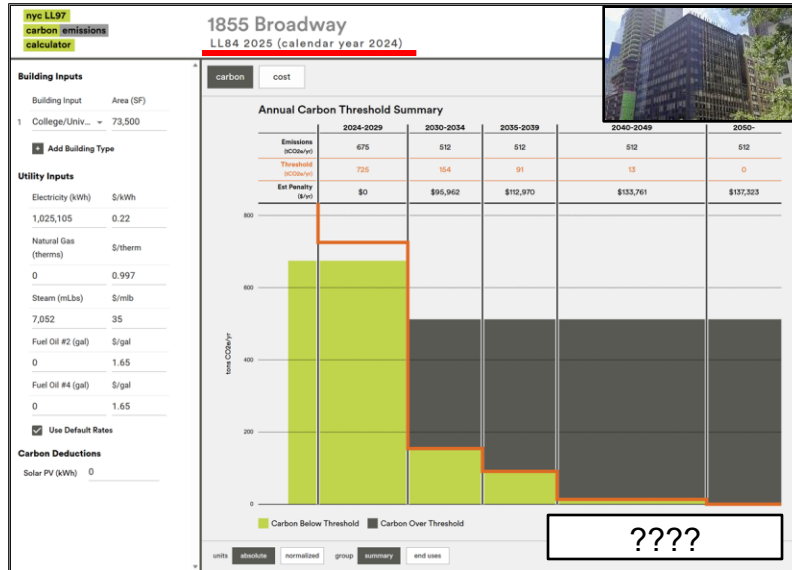 nyc LL97
carbon emissions
calculator
1855 Broadway
LL84 2025 (calendar year 2024)
Building Inputs
Building Input Area (SF)
1 College/Univ... 73,500
+ Add Building Type
Utility Inputs
Electricity (kWh) $/kWh
1,025,105 0.22
Natural Gas
(therms) $/therm
0 0.997
Steam (mLbs) $/mlb
7,052 35
Fuel Oil #2 (gal) $/gal
0 1.65
Fuel Oil #4 (gal) $/gal
0 1.65
Use Default Rates
Carbon Deductions
Solar PV (kWh) 0
carbon cost
Annual Carbon Threshold Summary
2024-2029 2030-2034 2035-2039 2040-2049 2050-
Emissions
(tCO2e/yr) 675 512 512 512 512
Threshold
(tCO2e/yr) 725 154 91 13 0
Est Penalty
($/yr) $0 $95,962 $112,970 $133,761 $137,323
800
600
400
200
0
tons CO2e/yr
Carbon Below Threshold Carbon Over Threshold
????
units absolute normalized group summary end uses